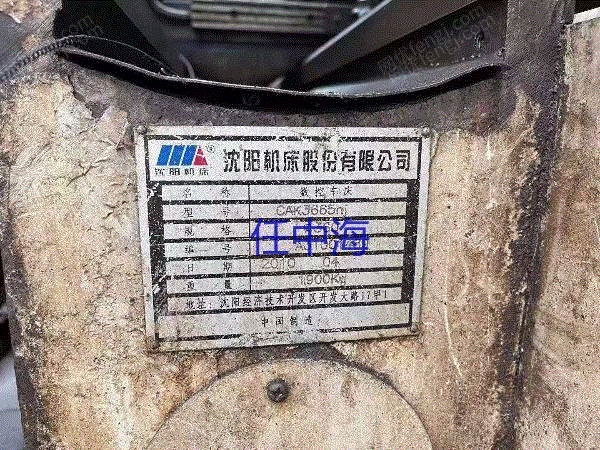 沈阳机床 ® 沈阳机床股份有限公司
名称 数控车床
型号 CAK3665nj
规格
编号
日期 2010 04
重量 1900Kg
地址：沈阳经济技术开发区开发大路17甲1
中国制造
任中海